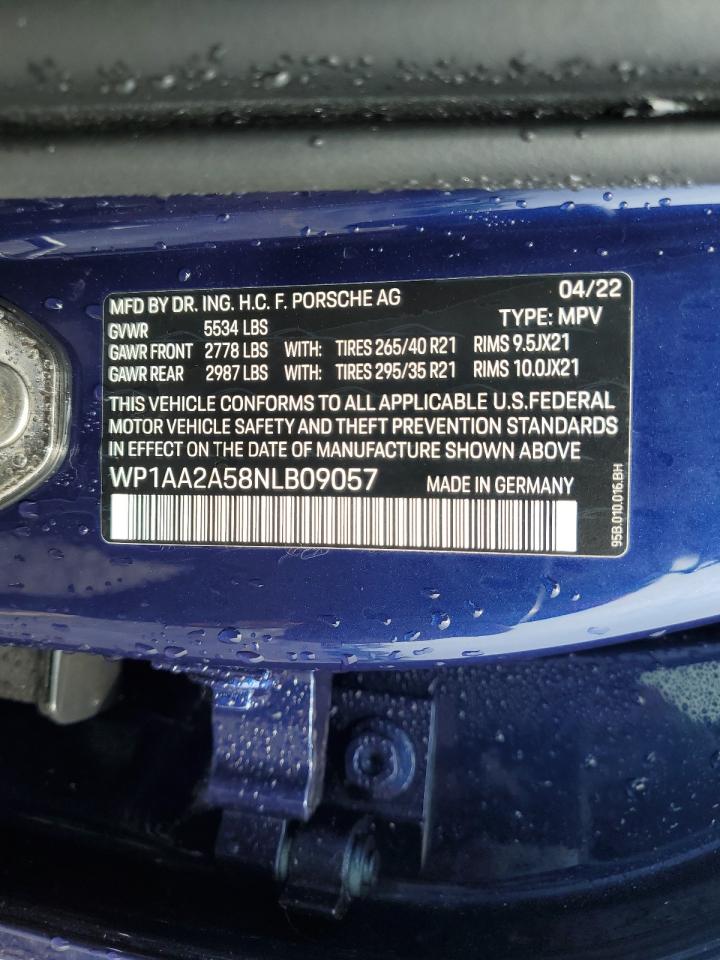 MFD BY DR. ING. H.C. F. PORSCHE AG 04/22
GVWR 5534 LBS TYPE: MPV
GAWR FRONT 2778 LBS WITH: TIRES 265/40 R21 RIMS 9.5JX21
GAWR REAR 2987 LBS WITH: TIRES 295/35 R21 RIMS 10.0JX21
THIS VEHICLE CONFORMS TO ALL APPLICABLE U.S.FEDERAL
MOTOR VEHICLE SAFETY AND THEFT PREVENTION STANDARDS
IN EFFECT ON THE DATE OF MANUFACTURE SHOWN ABOVE
WP1AA2A58NLB09057 MADE IN GERMANY
95B.010.016.BH